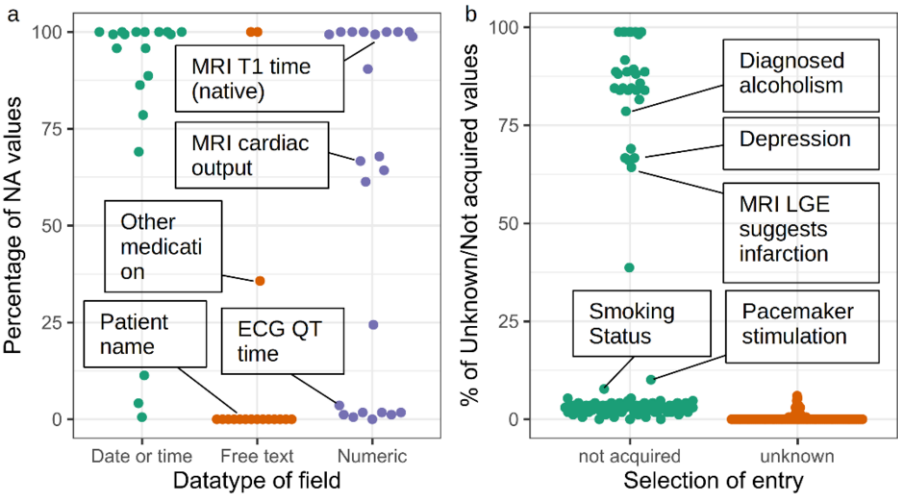 a
Percentage of NA values
100
75
50
25
0
MRI T1 time
(native)
MRI cardiac
output
Other
medicati
on
Patient
name
ECG QT
time
Date or time
Free text
Numeric
Datatype of field
b
% of Unknown/Not acquired values
100
75
50
25
0
Diagnosed
alcoholism
Depression
MRI LGE
suggests
infarction
Smoking
Status
Pacemaker
stimulation
not acquired
unknown
Selection of entry